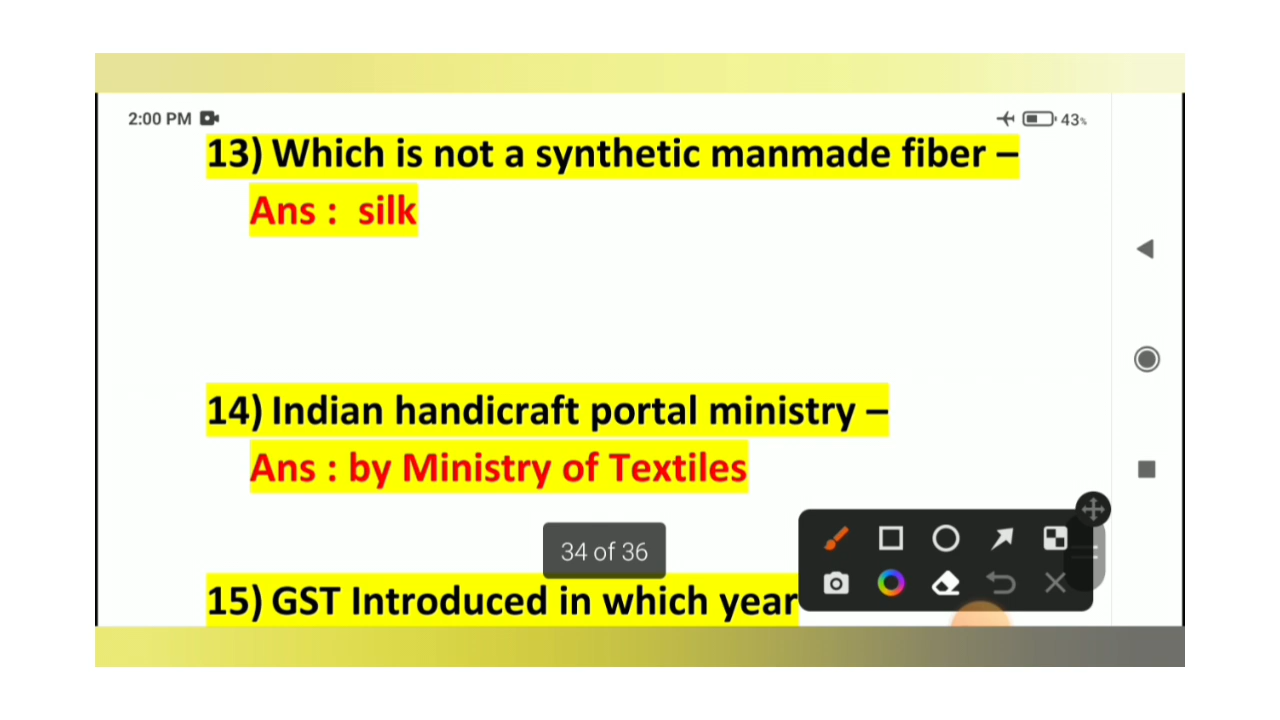 2:00 PM
43%
13) Which is not a synthetic manmade fiber –
Ans : silk
14) Indian handicraft portal ministry –
Ans : by Ministry of Textiles
34 of 36
15) GST Introduced in which year